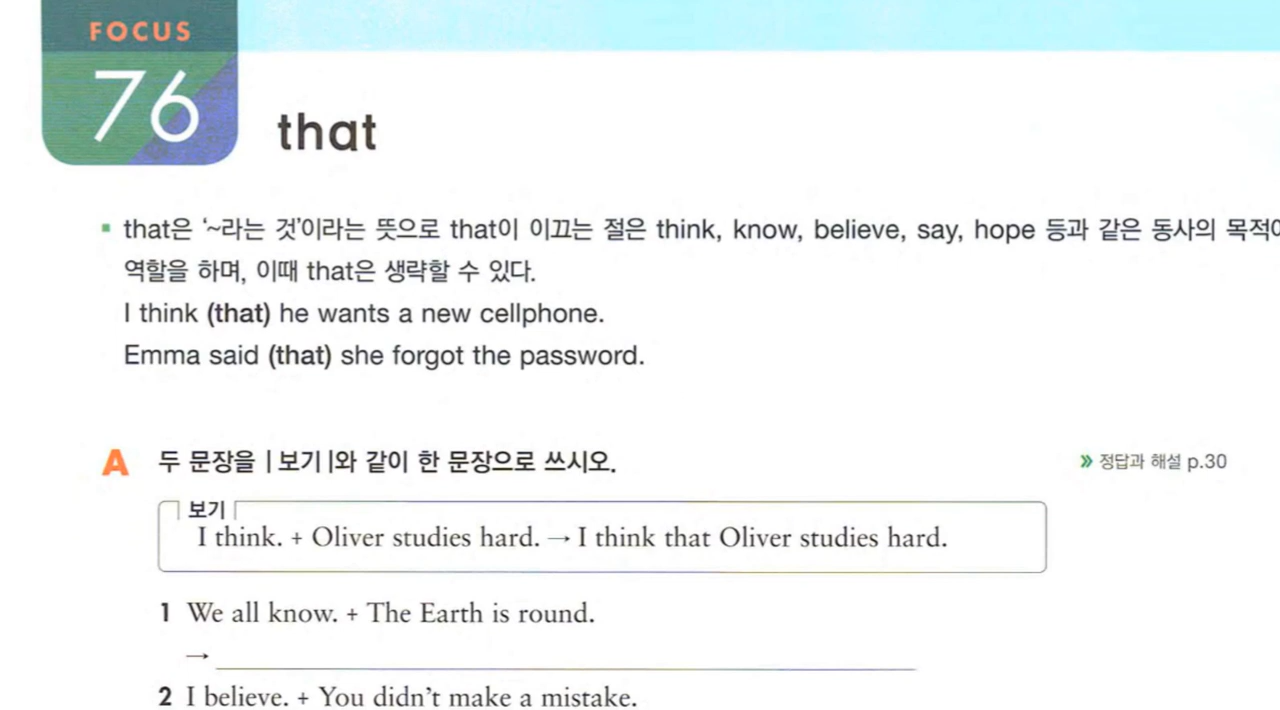 FOCUS
76
that
▪ that은 ‘~라는 것’이라는 뜻으로 that이 이끄는 절은 think, know, believe, say, hope 등과 같은 동사의
역할을 하며, 이때 that은 생략할 수 있다.
I think (that) he wants a new cellphone.
Emma said (that) she forgot the password.
A 두 문장을 |보기|와 같이 한 문장으로 쓰시오.
» 정답과 해설 p.30
보기
I think. + Oliver studies hard. → I think that Oliver studies hard.
1 We all know. + The Earth is round.
→
2 I believe. + You didn't make a mistake.